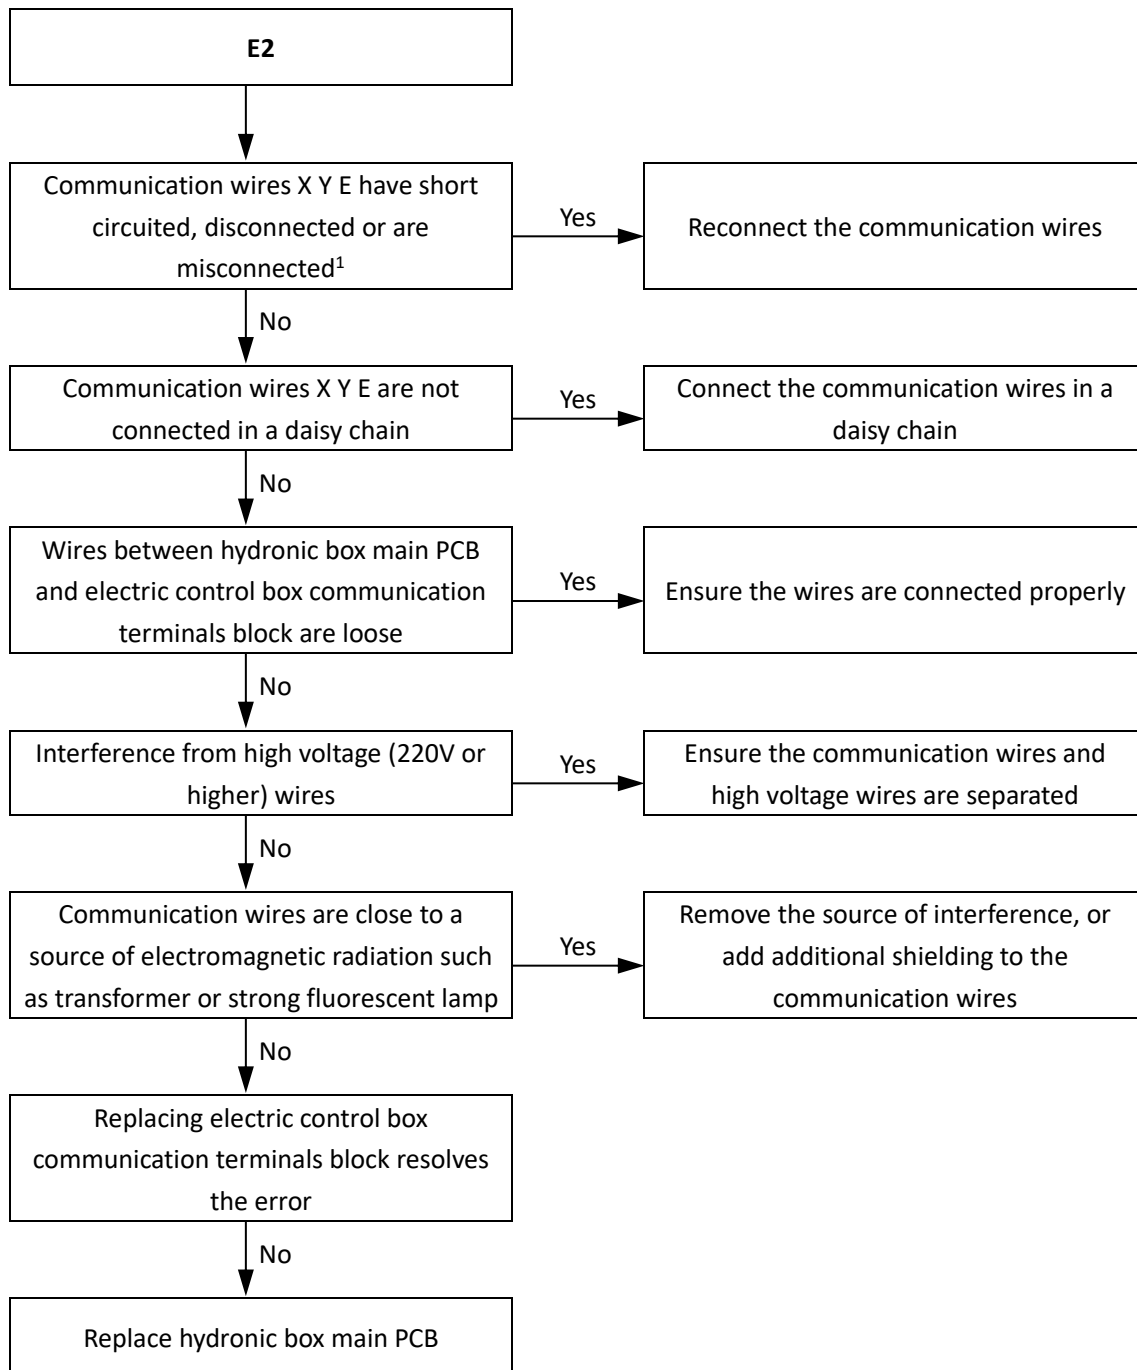 E2
Communication wires X Y E have short
circuited, disconnected or are
misconnected¹
Yes
Reconnect the communication wires
No
Communication wires X Y E are not
connected in a daisy chain
Yes
Connect the communication wires in a
daisy chain
No
Wires between hydronic box main PCB
and electric control box communication
terminals block are loose
Yes
Ensure the wires are connected properly
No
Interference from high voltage (220V or
higher) wires
Yes
Ensure the communication wires and
high voltage wires are separated
No
Communication wires are close to a
source of electromagnetic radiation such
as transformer or strong fluorescent lamp
Yes
Remove the source of interference, or
add additional shielding to the
communication wires
No
Replacing electric control box
communication terminals block resolves
the error
No
Replace hydronic box main PCB